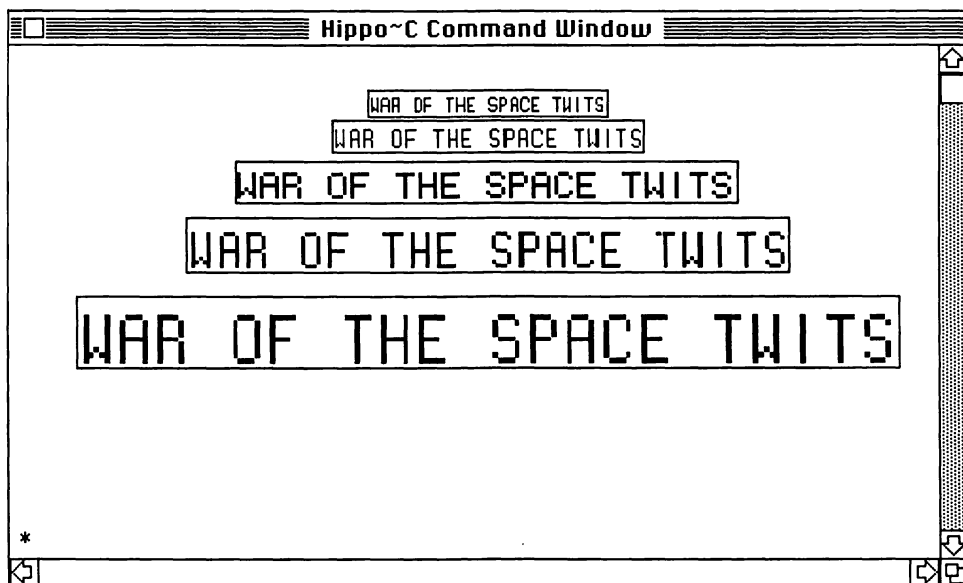 Hippo~C Command Window
WAR OF THE SPACE TWITS
WAR OF THE SPACE TWITS
WAR OF THE SPACE TWITS
WAR OF THE SPACE TWITS
WAR OF THE SPACE TWITS
*